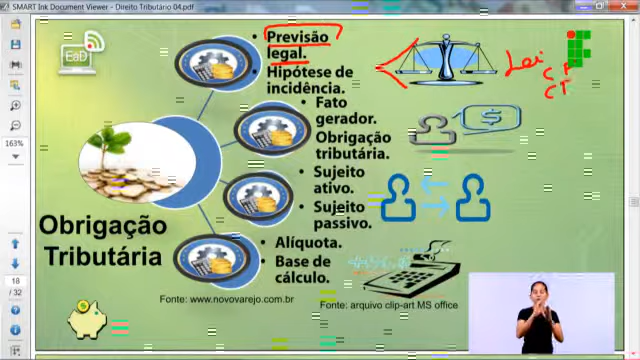 SMART Ink Document Viewer - Direito Tributário 04.pdf
EaD
163%
18
/ 32
• Previsão
legal.
• Hipótese de
incidência.
Lei
• Fato
gerador.
Obrigação
tributária.
$
• Sujeito
ativo.
• Sujeito
passivo.
Obrigação
Tributária
• Alíquota.
• Base de
cálculo.
Fonte: www.novovarejo.com.br
Fonte: arquivo clip-art MS office